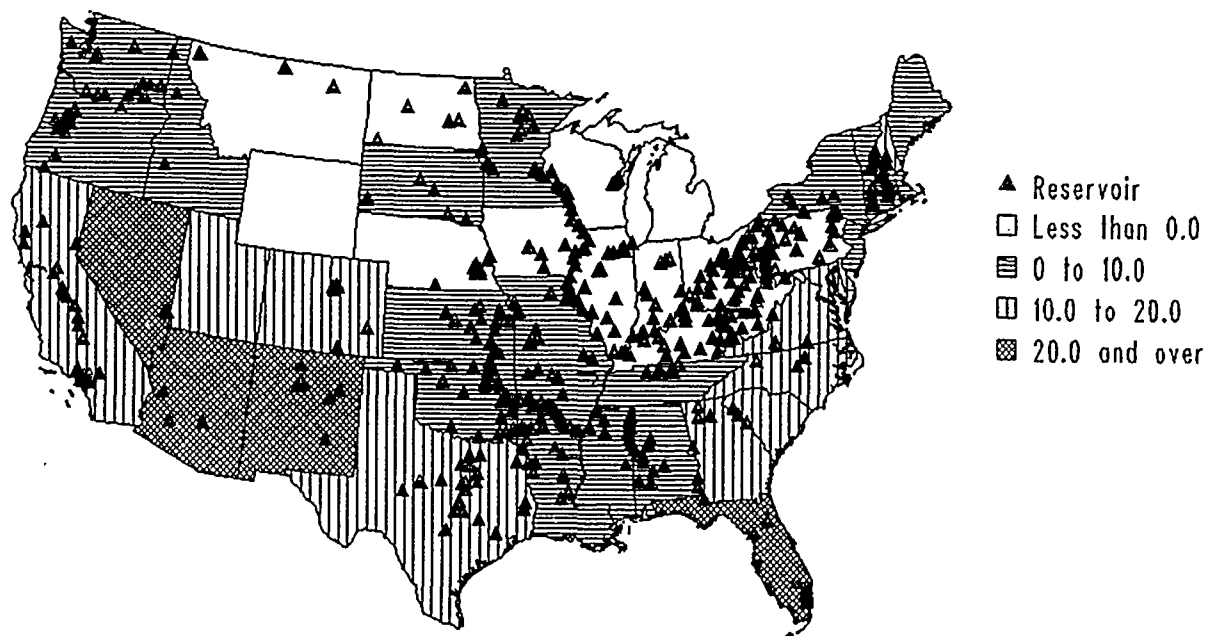 Reservoir
Less than 0.0
0 to 10.0
10.0 to 20.0
20.0 and over